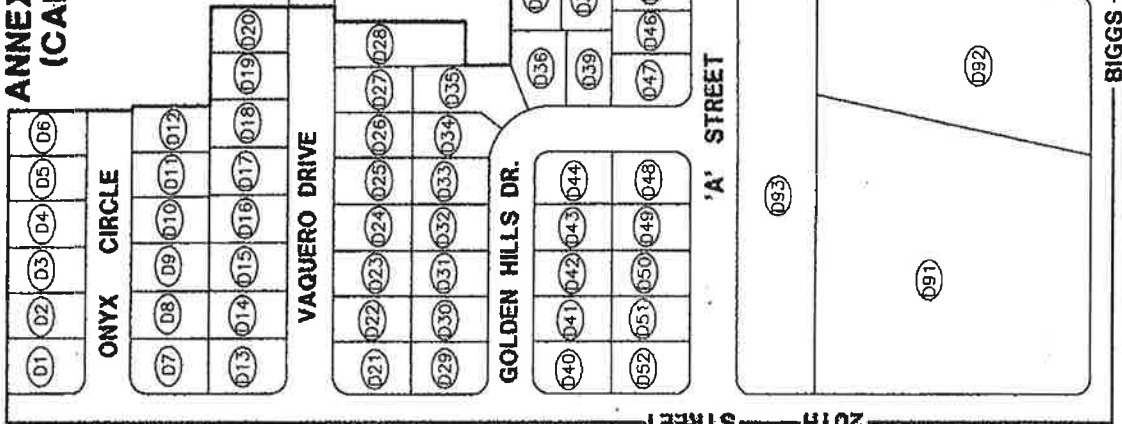 ANNEX
(CA
D1 D2 D3 D4 D5 D6
ONYX CIRCLE
D7 D8 D9 D10 D11 D12
D13 D14 D15 D16 D17 D18 D19 D20
VAQUERO DRIVE
D21 D22 D23 D24 D25 D26 D27 D28
D29 D30 D31 D32 D33 D34 D35
GOLDEN HILLS DR.
D36
D39
D46
D47
D40 D41 D42 D43 D44
D52 D51 D50 D49 D48
'A' STREET
D93
D91
D92
20TH STREET
BIGGS